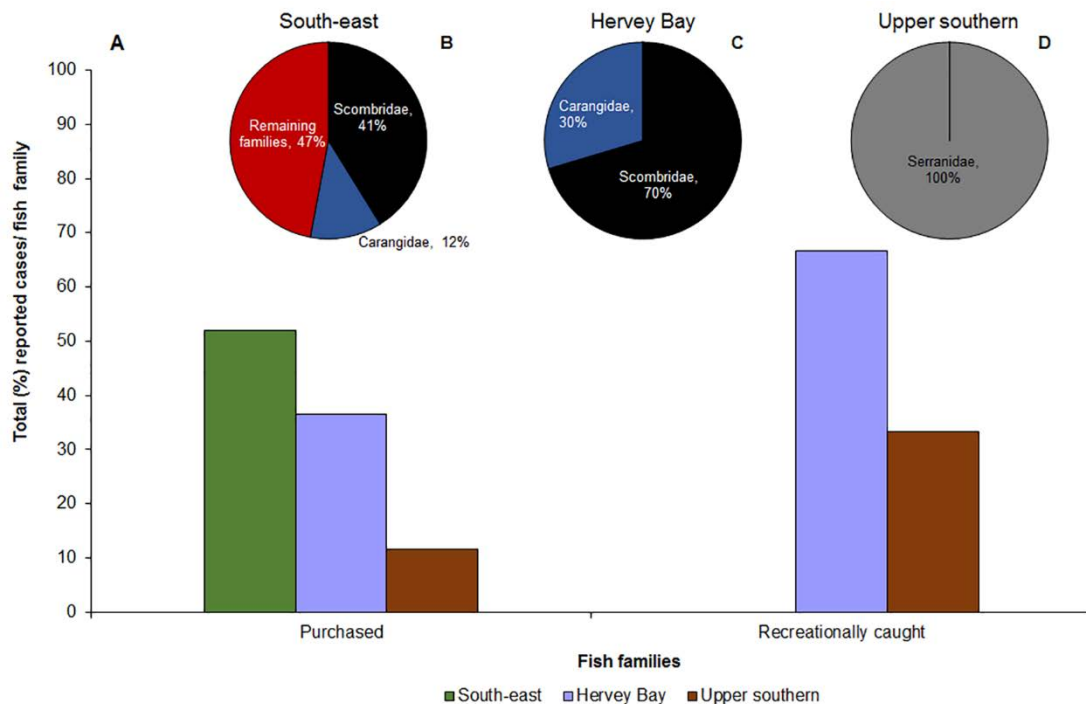 South-east
Hervey Bay
Upper southern
A
B
C
D
100
90
80
70
60
50
40
30
20
10
0
Total (%) reported cases/ fish family
Remaining
families, 47%
Scombridae,
41%
Carangidae, 12%
Carangidae,
30%
Scombridae,
70%
Serranidae,
100%
Purchased
Recreationally caught
Fish families
South-east
Hervey Bay
Upper southern